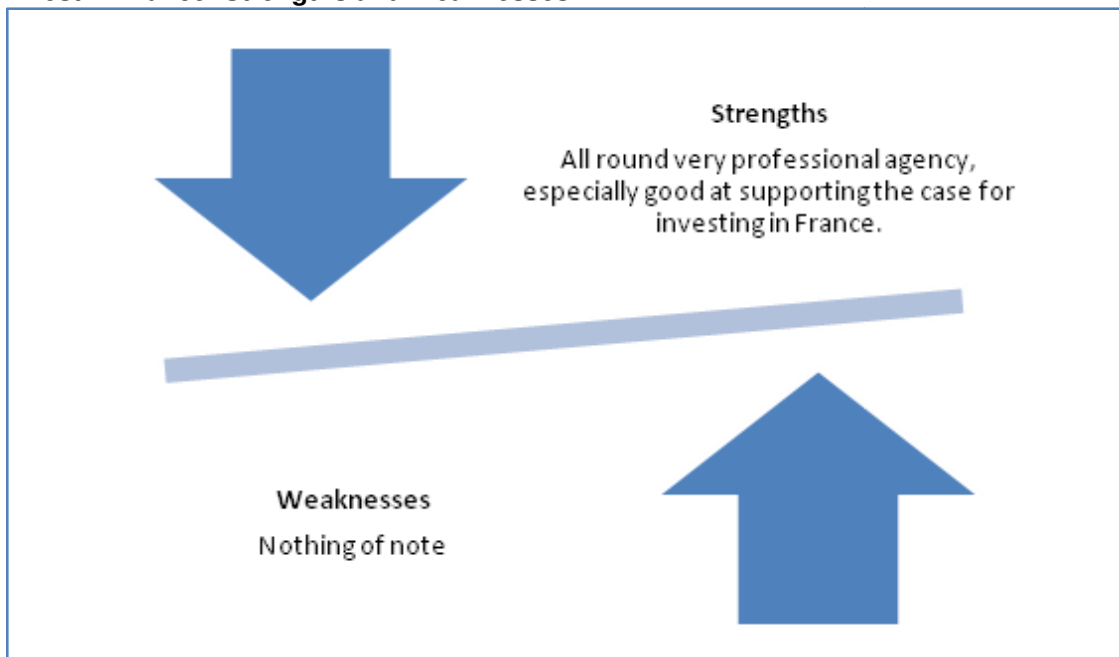 Strengths
All round very professional agency,
especially good at supporting the case for
investing in France.
Weaknesses
Nothing of note